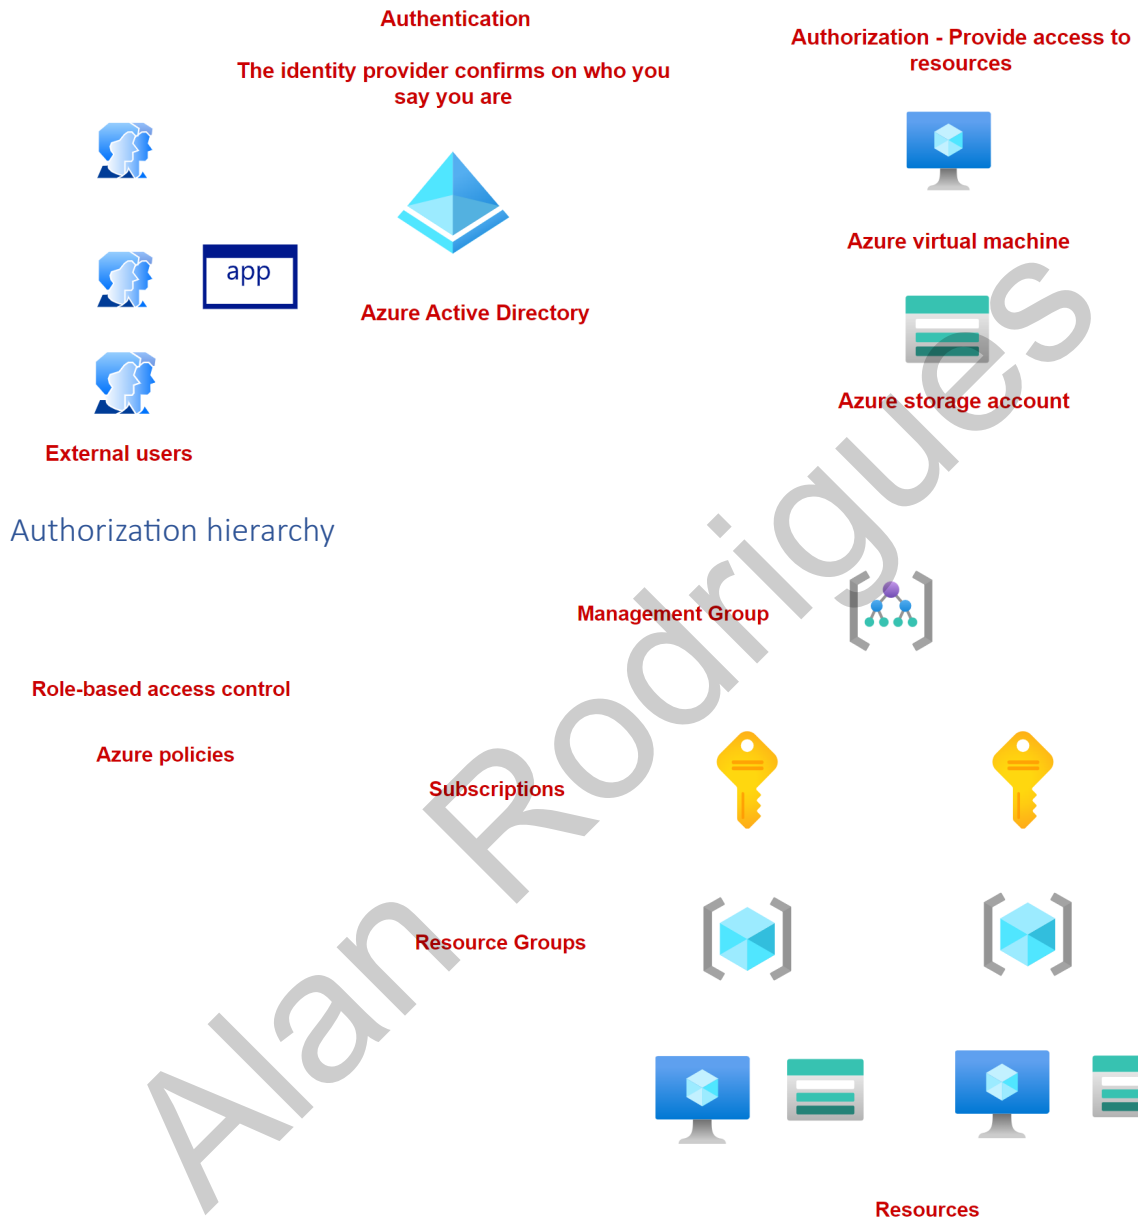 Authentication
The identity provider confirms on who you
say you are
Authorization - Provide access to
resources
Azure virtual machine
app
Azure Active Directory
Azure storage account
External users
Authorization hierarchy
Management Group
Role-based access control
Azure policies
Subscriptions
Resource Groups
Resources
Alan Rodrigues